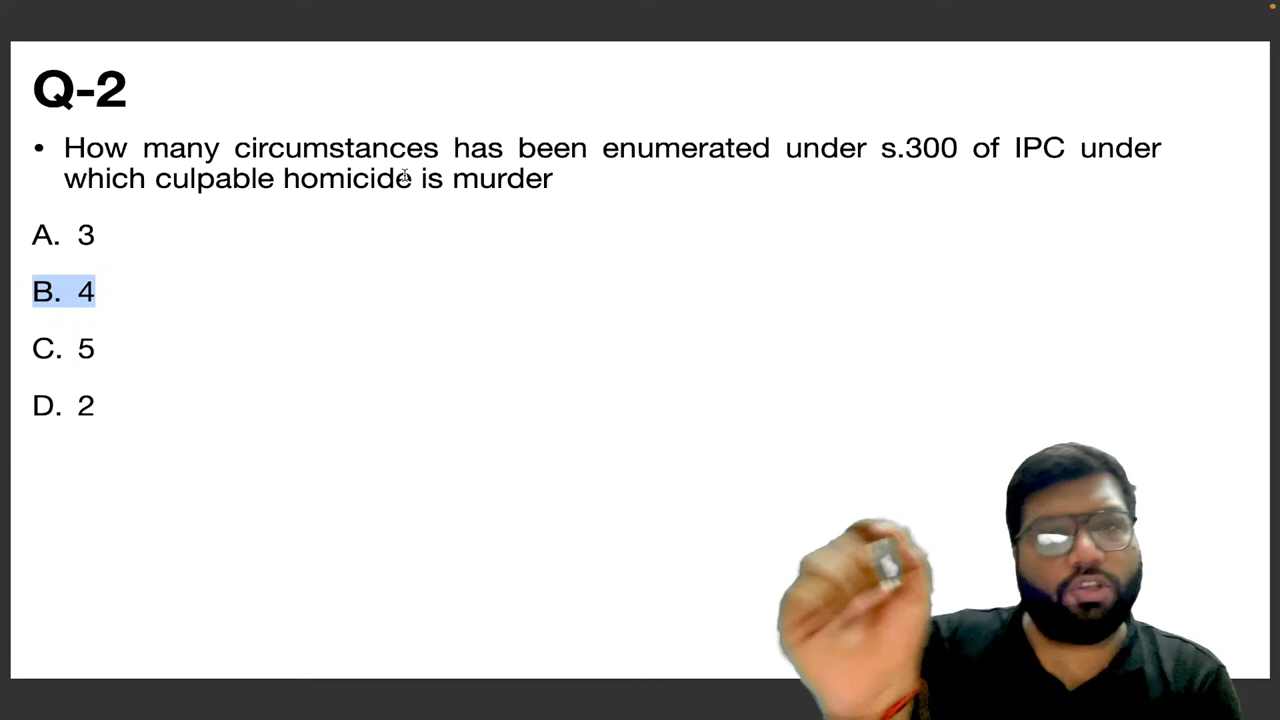 Q-2
• How many circumstances has been enumerated under s.300 of IPC under
which culpable homicide is murder
A. 3
B. 4
C. 5
D. 2